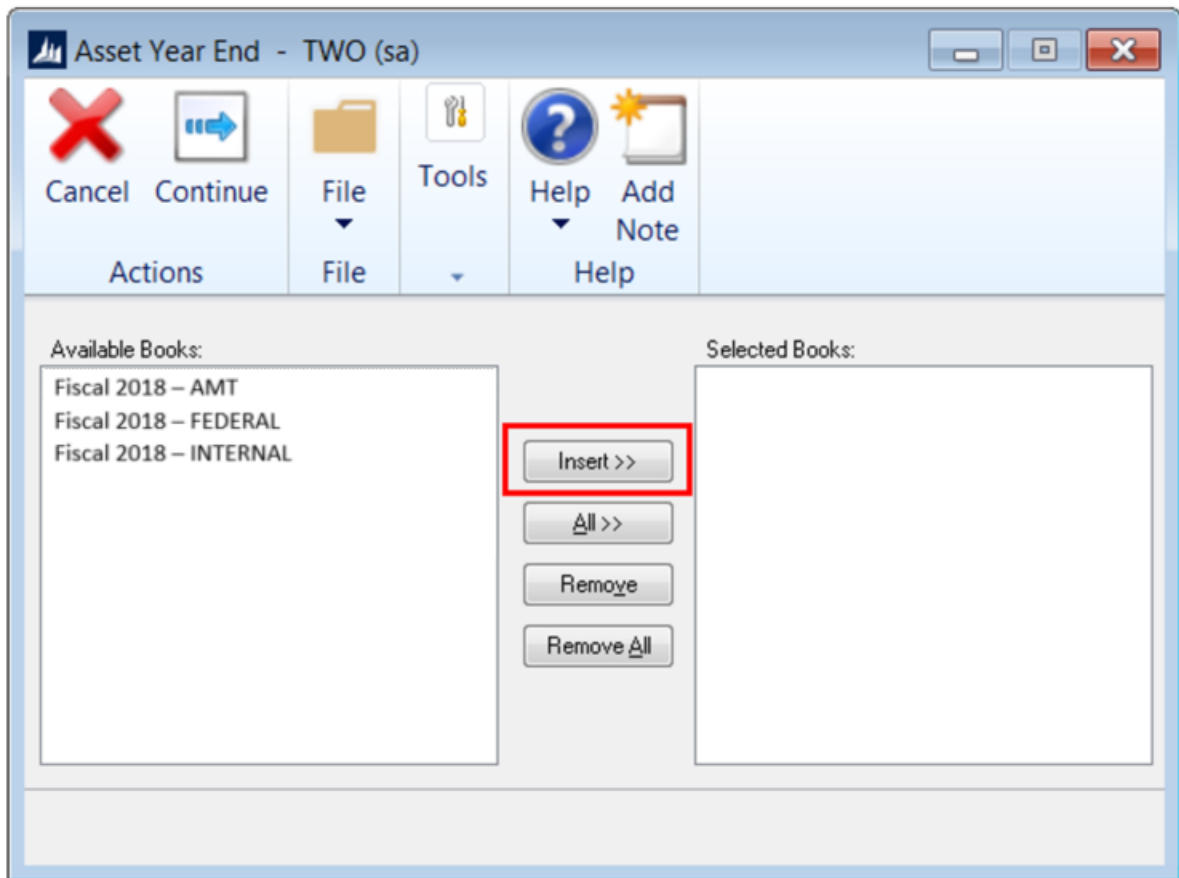 Asset Year End - TWO (sa)
Cancel Continue File Tools Help Add Note
Actions File Help
Available Books:
Selected Books:
Fiscal 2018 – AMT
Fiscal 2018 – FEDERAL
Fiscal 2018 – INTERNAL
Insert >>
All >>
Remove
Remove All